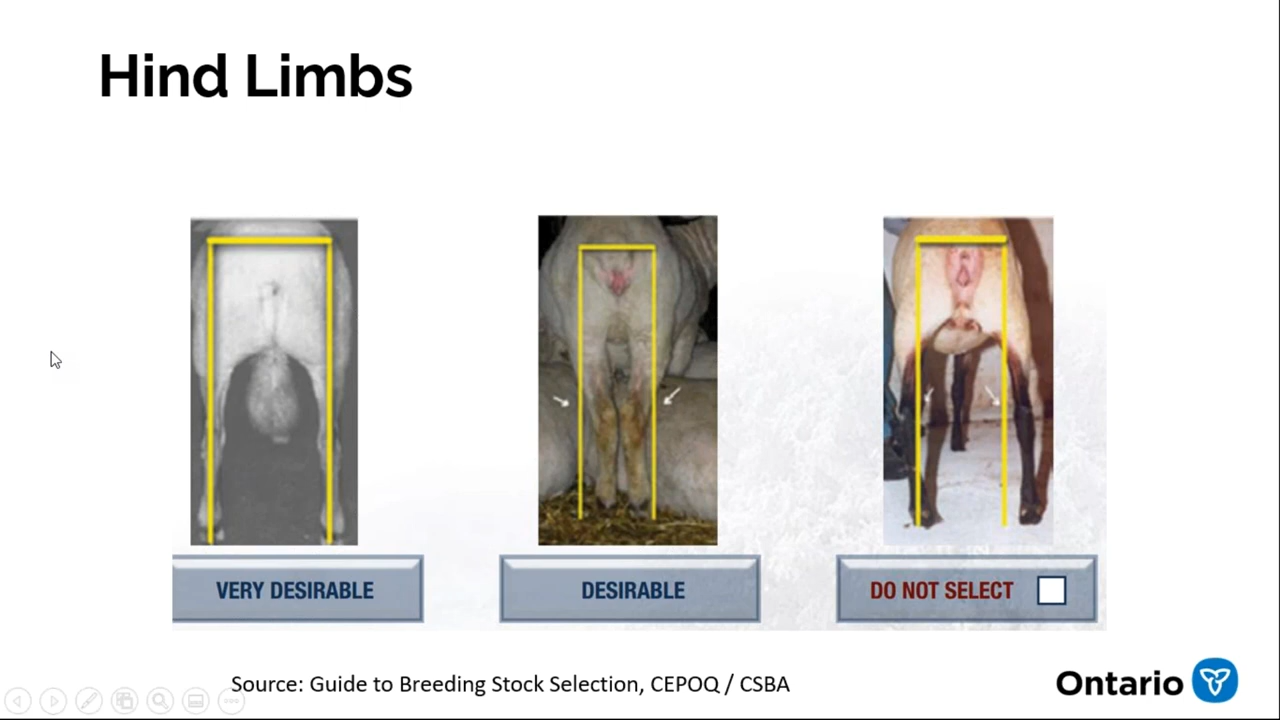 Hind Limbs
VERY DESIRABLE
DESIRABLE
DO NOT SELECT
Source: Guide to Breeding Stock Selection, CEPOQ / CSBA
Ontario